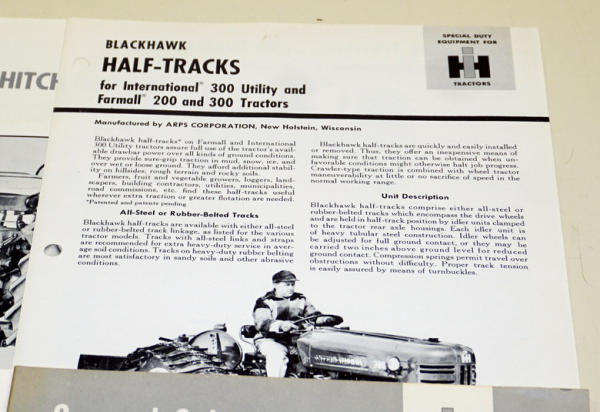 HITCH
BLACKHAWK
HALF-TRACKS
for International® 300 Utility and
Farmall® 200 and 300 Tractors
SPECIAL DUTY
EQUIPMENT FOR
IH
TRACTORS
Manufactured by ARPS CORPORATION, New Holstein, Wisconsin
Blackhawk half-tracks* on Farmall and International
300 Utility tractors assure full use of the tractor's avail-
able drawbar power over all kinds of ground conditions.
They provide sure-grip traction in mud, snow, ice, and
over wet or loose ground. They afford additional stabil-
ity on hillsides, rough terrain and rocky soils.
Farmers, fruit and vegetable growers, loggers, land-
scapers, building contractors, utilities, municipalities,
road commissions, etc. find these half-tracks useful
wherever extra traction or greater flotation are needed.
*Patented and patents pending
All-Steel or Rubber-Belted Tracks
Blackhawk half-tracks are available with either all-steel
or rubber-belted track linkage, as listed for the various
tractor models. Tracks with all-steel links and straps
are recommended for extra heavy-duty service in aver-
age soil conditions. Tracks on heavy-duty rubber belting
are most satisfactory in sandy soils and other abrasive
conditions.
Blackhawk half-tracks are quickly and easily installed
or removed. Thus, they offer an inexpensive means of
making sure that traction can be obtained when un-
favorable conditions might otherwise halt job progress.
Crawler-type traction is combined with wheel tractor
maneuverability at little or no sacrifice of speed in the
normal working range.
Unit Description
Blackhawk half-tracks comprise either all-steel or
rubber-belted tracks which encompass the drive wheels
and are held in half-track position by idler units clamped
to the tractor rear axle housings. Each idler unit is
of heavy tubular steel construction. Idler wheels can
be adjusted for full ground contact, or they may be
carried two inches above ground level for reduced
ground contact. Compression springs permit travel over
obstructions without difficulty. Proper track tension
is easily assured by means of turnbuckles.